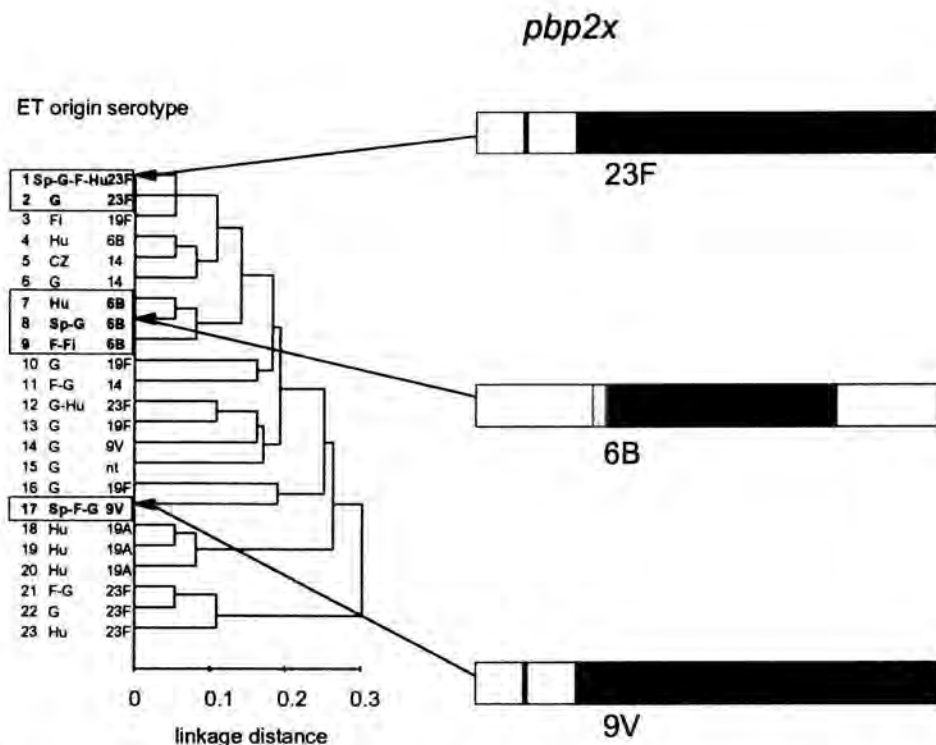 pbp2x
ET origin serotype
1 Sp-G-F-Hu 23F
2 G 23F
3 Fi 19F
4 Hu 6B
5 CZ 14
6 G 14
7 Hu 6B
8 Sp-G 6B
9 F-Fi 6B
10 G 19F
11 F-G 14
12 G-Hu 23F
13 G 19F
14 G 9V
15 G nt
16 G 19F
17 Sp-F-G 9V
18 Hu 19A
19 Hu 19A
20 Hu 19A
21 F-G 23F
22 G 23F
23 Hu 23F
0 0.1 0.2 0.3
linkage distance
23F
6B
9V